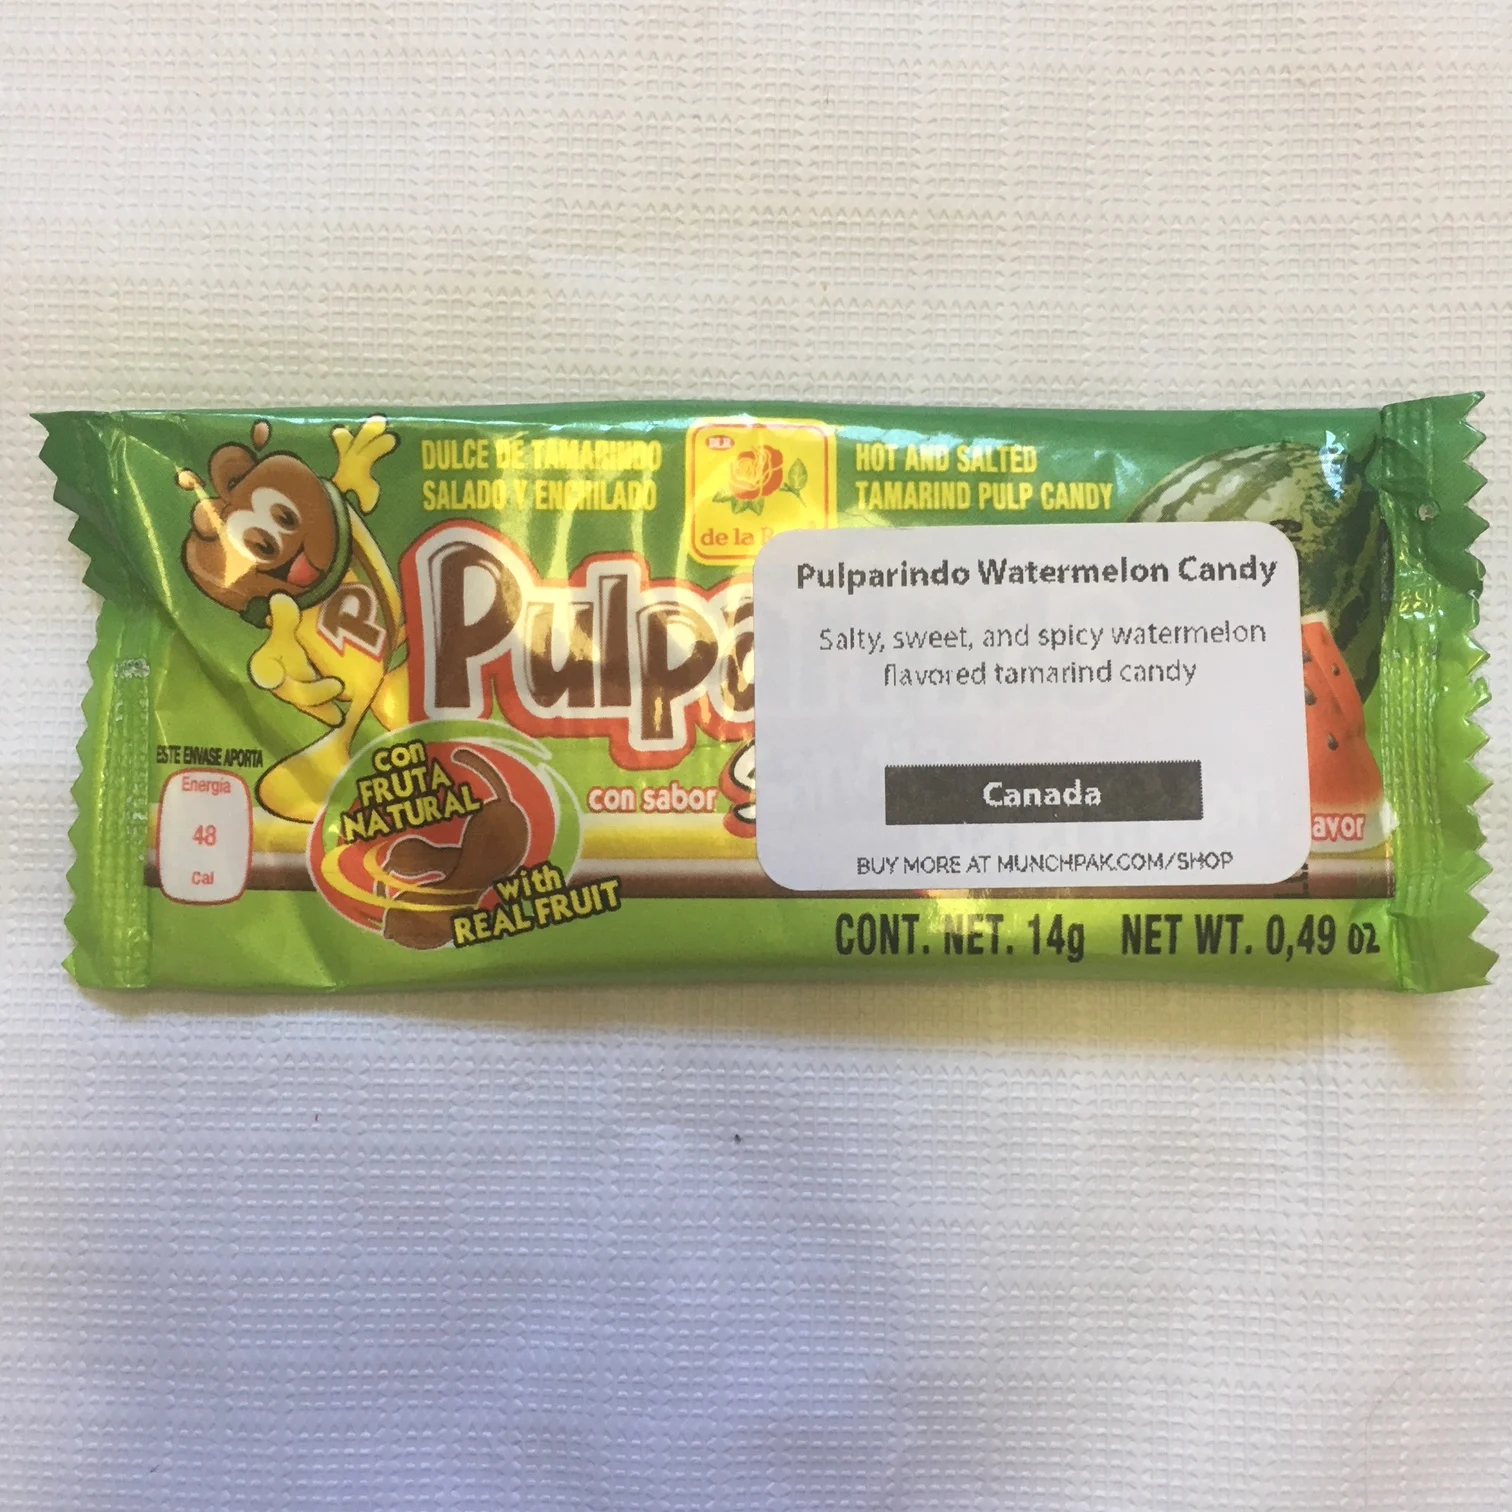 DULCE DE TAMARINDO
SALADO Y ENCHILADO
DLR
de la R
HOT AND SALTED
TAMARIND PULP CANDY
P
Pulpa
Pulparindo Watermelon Candy
Salty, sweet, and spicy watermelon
flavored tamarind candy
Canada
BUY MORE AT MUNCHPAK.COM/SHOP
ESTE ENVASE APORTA
Energía
48
Cal
con
FRUTA
NATURAL
with
REAL FRUIT
con sabor
avor
CONT. NET. 14g NET WT. 0,49 oz